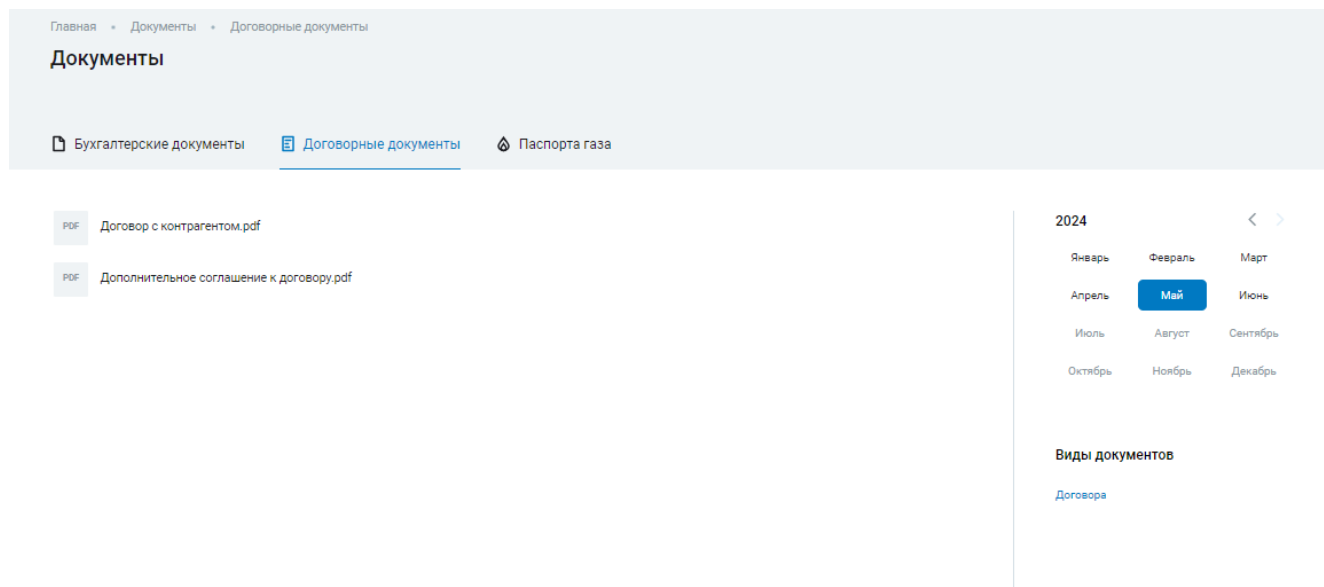 Главная • Документы • Договорные документы
Документы
Бухгалтерские документы Договорные документы Паспорта газа
PDF Договор с контрагентом.pdf
PDF Дополнительное соглашение к договору.pdf
2024
Январь Февраль Март
Апрель Май Июнь
Июль Август Сентябрь
Октябрь Ноябрь Декабрь
Виды документов
Договора